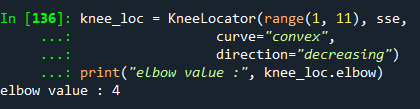 In [136]: knee_loc = KneeLocator(range(1, 11), sse,
     ...:                         curve="convex",
     ...:                         direction="decreasing")
     ...: print("elbow value :", knee_loc.elbow)
elbow value : 4